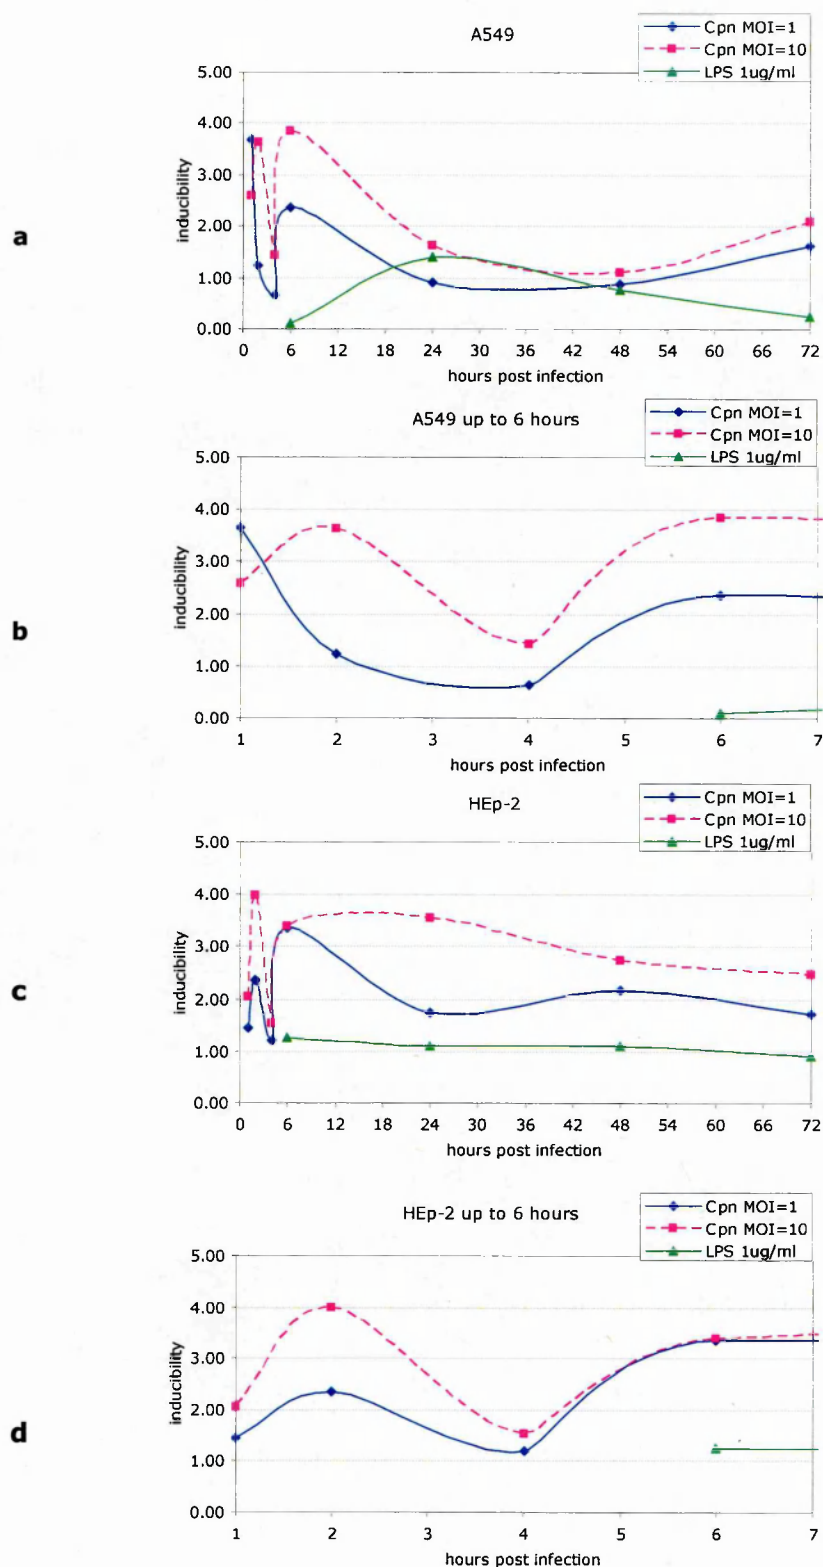 A549
Cpn MOI=1
Cpn MOI=10
LPS 1ug/ml
5.00
4.00
3.00
2.00
1.00
0.00
inducibility
a
0 6 12 18 24 30 36 42 48 54 60 66 72
hours post infection
A549 up to 6 hours
Cpn MOI=1
Cpn MOI=10
LPS 1ug/ml
5.00
4.00
3.00
2.00
1.00
0.00
inducibility
b
1 2 3 4 5 6 7
hours post infection
HEp-2
Cpn MOI=1
Cpn MOI=10
LPS 1ug/ml
5.00
4.00
3.00
2.00
1.00
0.00
inducibility
c
0 6 12 18 24 30 36 42 48 54 60 66 72
hours post infection
HEp-2 up to 6 hours
Cpn MOI=1
Cpn MOI=10
LPS 1ug/ml
5.00
4.00
3.00
2.00
1.00
0.00
inducibility
d
1 2 3 4 5 6 7
hours post infection